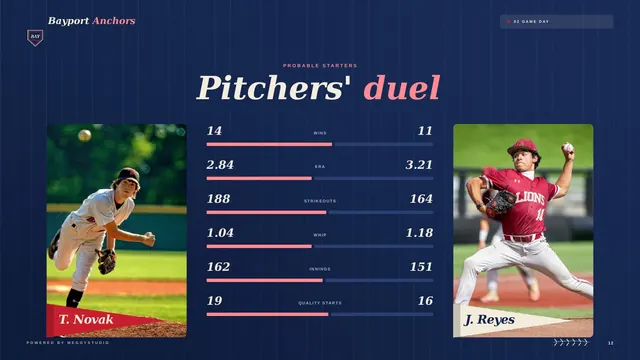 Bayport Anchors
02 GAME DAY
BAY
PROBABLE STARTERS
Pitchers' duel
14 WINS 11
2.84 ERA 3.21
188 STRIKEOUTS 164
1.04 WHIP 1.18
162 INNINGS 151
19 QUALITY STARTS 16
LIONS
T. Novak
J. Reyes
POWERED BY MEGGYSTUDIO
12